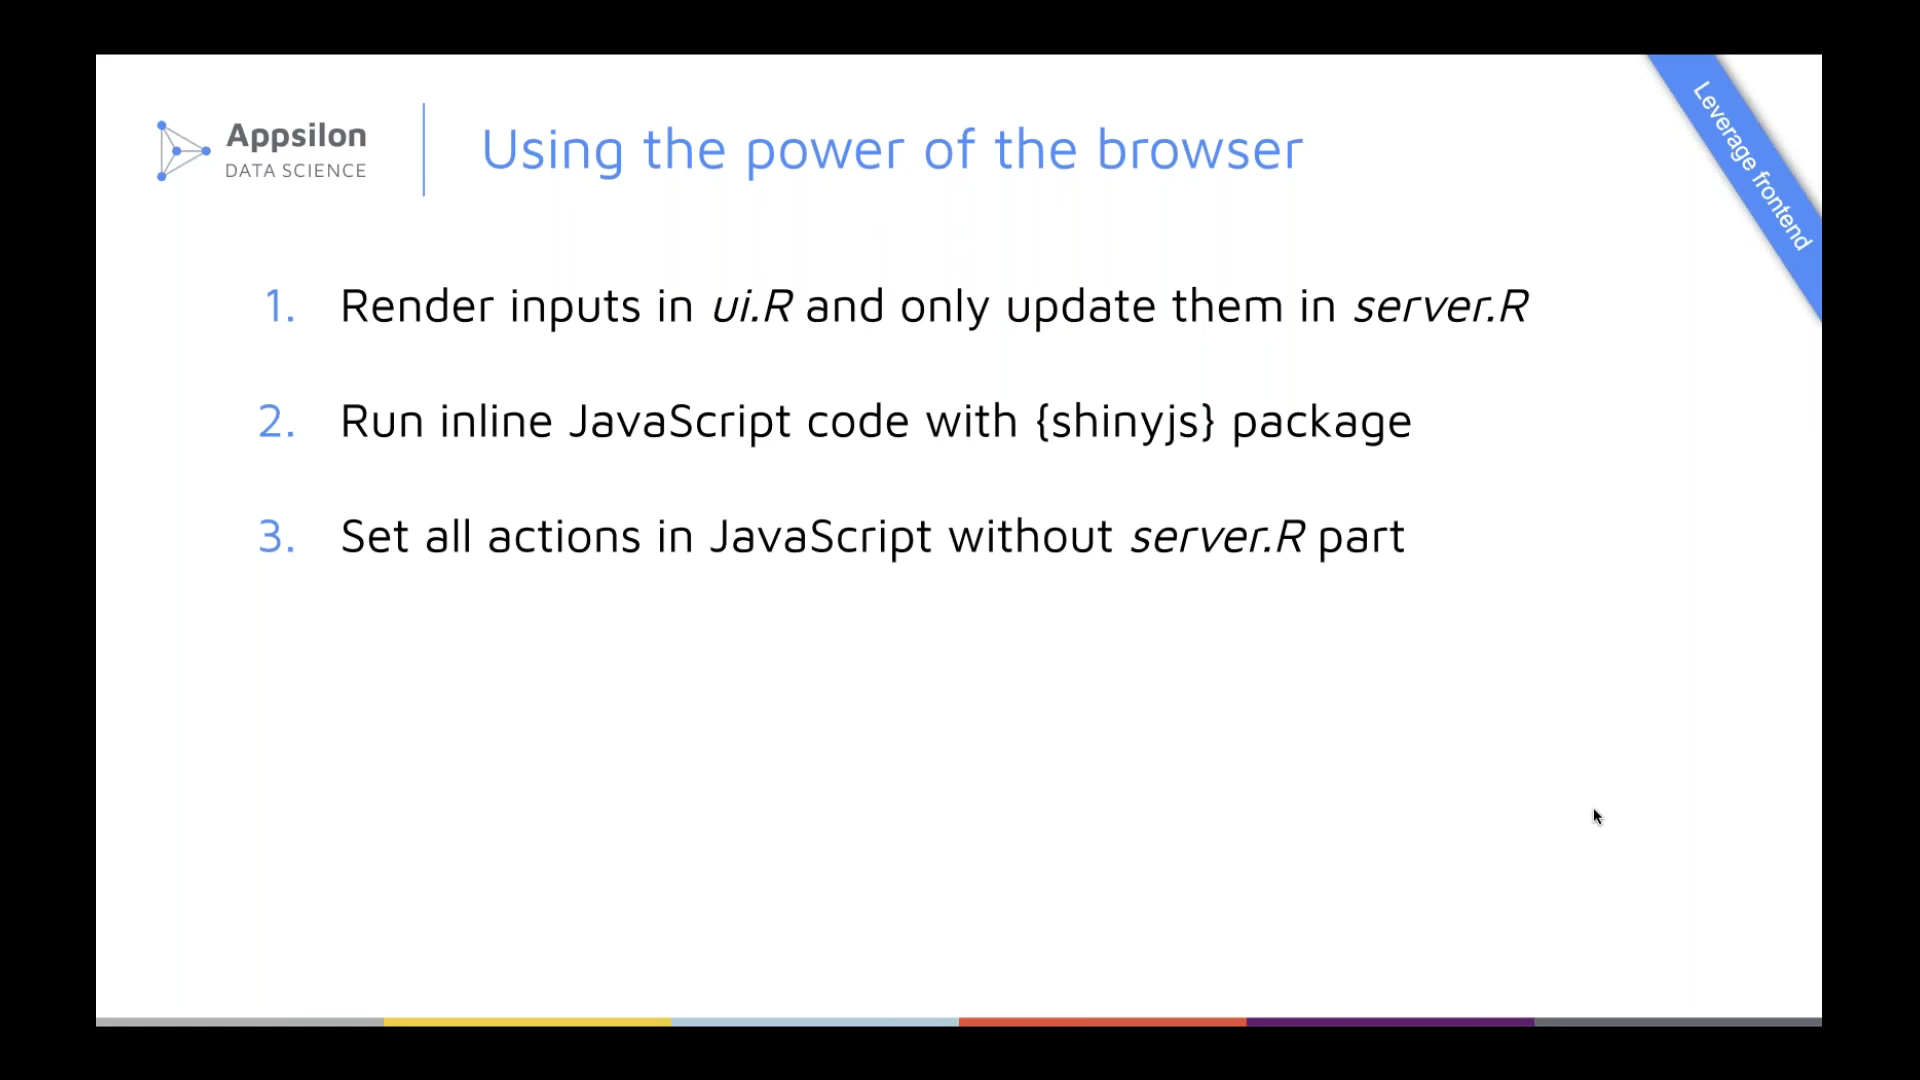 Appsilon
DATA SCIENCE
Using the power of the browser
Leverage frontend
1. Render inputs in ui.R and only update them in server.R
2. Run inline JavaScript code with {shinyjs} package
3. Set all actions in JavaScript without server.R part